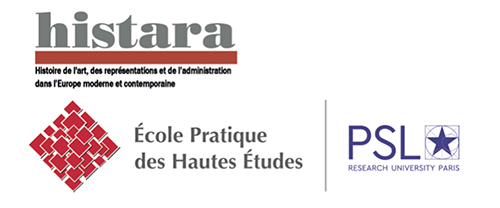 histara
Histoire de l'art, des représentations et de l'administration
dans l'Europe moderne et contemporaine
École Pratique
des Hautes Études
PSL
RESEARCH UNIVERSITY PARIS